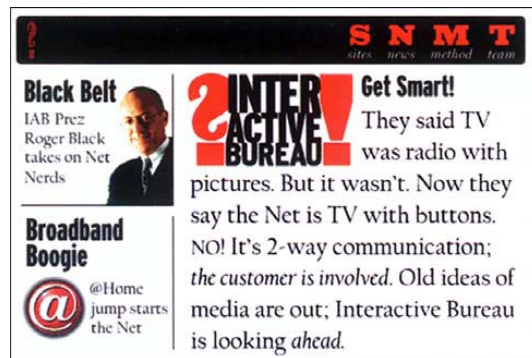 S N M T
sites news method team
Black Belt
IAB Prez
Roger Black
takes on Net
Nerds
Broadband
Boogie
@
@Home
jump starts
the Net
?INTER
ACTIVE!
BUREAU
Get Smart!
They said TV
was radio with
pictures. But it wasn't. Now they
say the Net is TV with buttons.
NO! It's 2-way communication;
the customer is involved. Old ideas of
media are out; Interactive Bureau
is looking ahead.